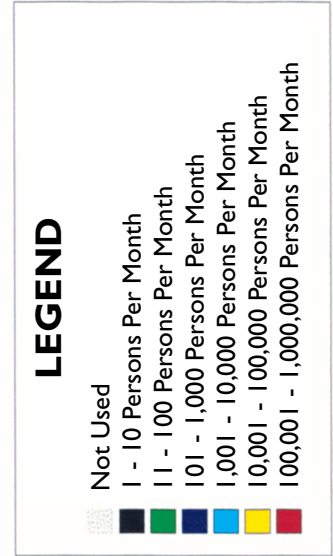 LEGEND
Not Used
1 - 10 Persons Per Month
11 - 100 Persons Per Month
101 - 1,000 Persons Per Month
1,001 - 10,000 Persons Per Month
10,001 - 100,000 Persons Per Month
100,001 - 1,000,000 Persons Per Month